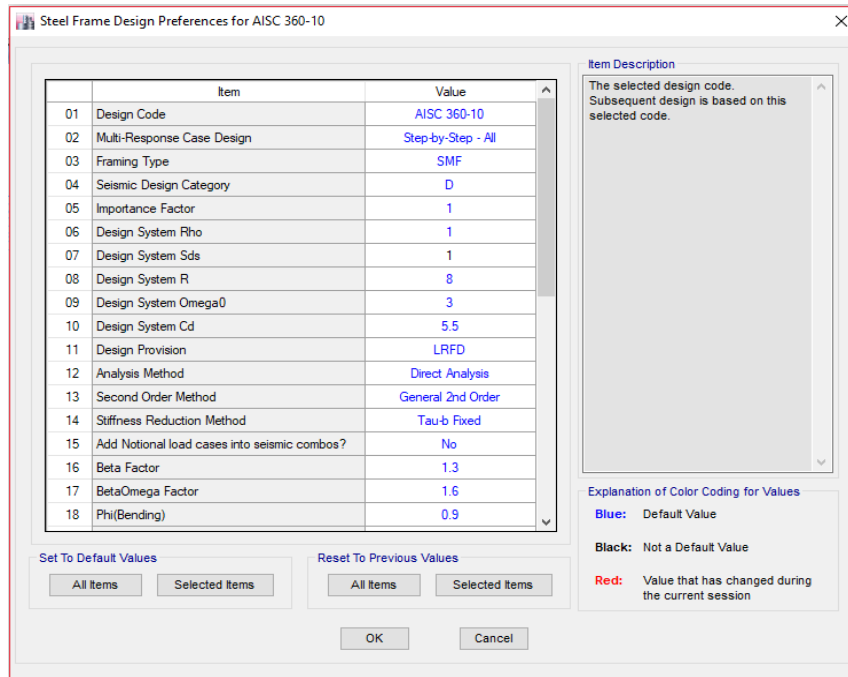 Steel Frame Design Preferences for AISC 360-10
Item Value
01 Design Code AISC 360-10
02 Multi-Response Case Design Step-by-Step - All
03 Framing Type SMF
04 Seismic Design Category D
05 Importance Factor 1
06 Design System Rho 1
07 Design System Sds 1
08 Design System R 8
09 Design System Omega0 3
10 Design System Cd 5.5
11 Design Provision LRFD
12 Analysis Method Direct Analysis
13 Second Order Method General 2nd Order
14 Stiffness Reduction Method Tau-b Fixed
15 Add Notional load cases into seismic combos? No
16 Beta Factor 1.3
17 BetaOmega Factor 1.6
18 Phi(Bending) 0.9
Item Description
The selected design code.
Subsequent design is based on this
selected code.
Explanation of Color Coding for Values
Blue: Default Value
Black: Not a Default Value
Red: Value that has changed during
the current session
Set To Default Values
All Items Selected Items
Reset To Previous Values
All Items Selected Items
OK Cancel